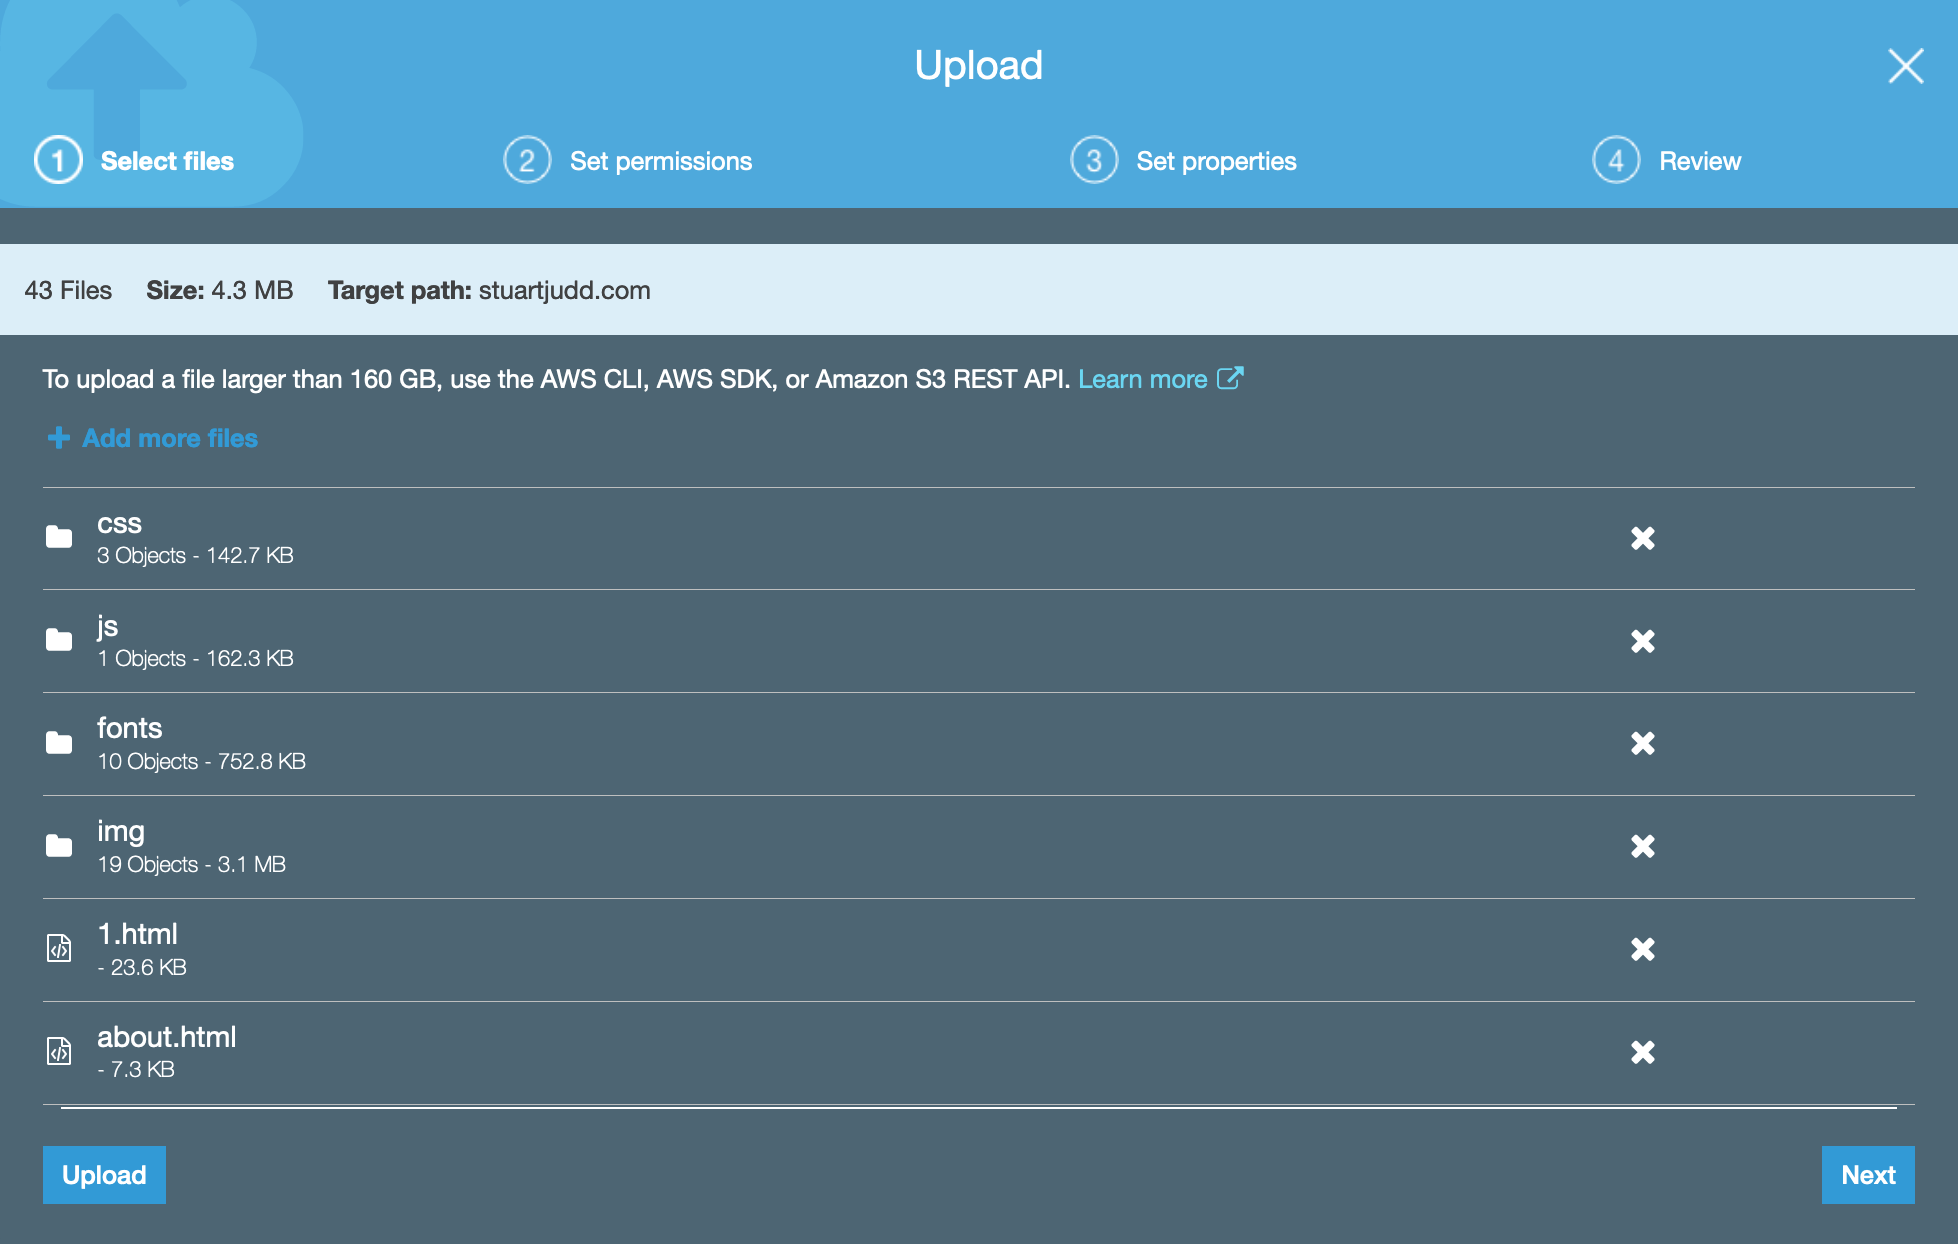 Upload
1 Select files
2 Set permissions
3 Set properties
4 Review
43 Files Size: 4.3 MB Target path: stuartjudd.com
To upload a file larger than 160 GB, use the AWS CLI, AWS SDK, or Amazon S3 REST API. Learn more
Add more files
css
3 Objects - 142.7 KB
js
1 Objects - 162.3 KB
fonts
10 Objects - 752.8 KB
img
19 Objects - 3.1 MB
1.html
- 23.6 KB
about.html
- 7.3 KB
Upload
Next